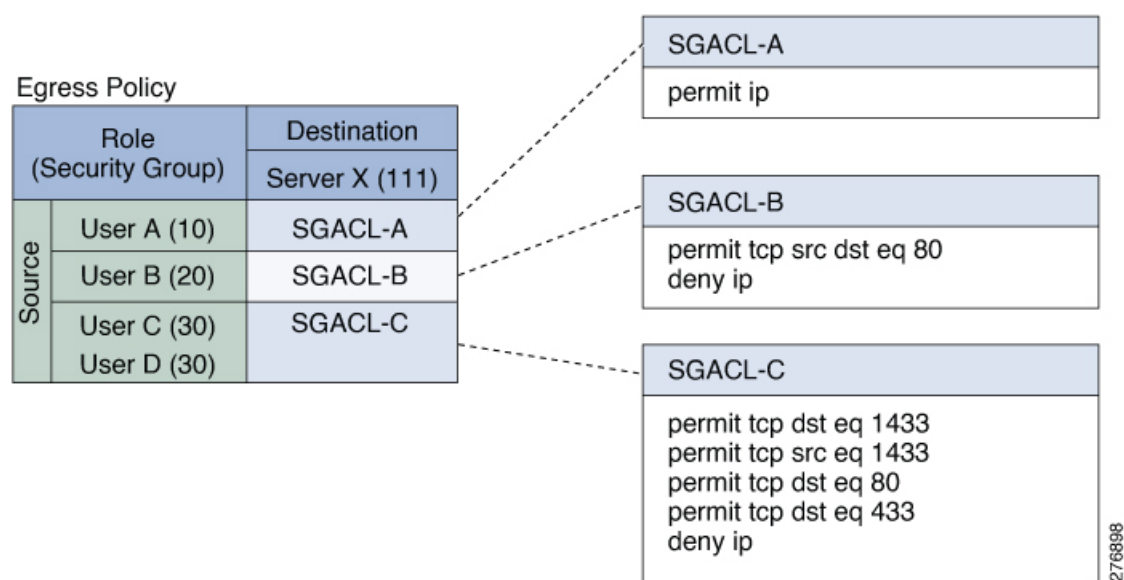 Egress Policy
Role
(Security Group)
Destination
Server X (111)
Source
User A (10)
SGACL-A
User B (20)
SGACL-B
User C (30)
User D (30)
SGACL-C
SGACL-A
permit ip
SGACL-B
permit tcp src dst eq 80
deny ip
SGACL-C
permit tcp dst eq 1433
permit tcp src eq 1433
permit tcp dst eq 80
permit tcp dst eq 433
deny ip
276898